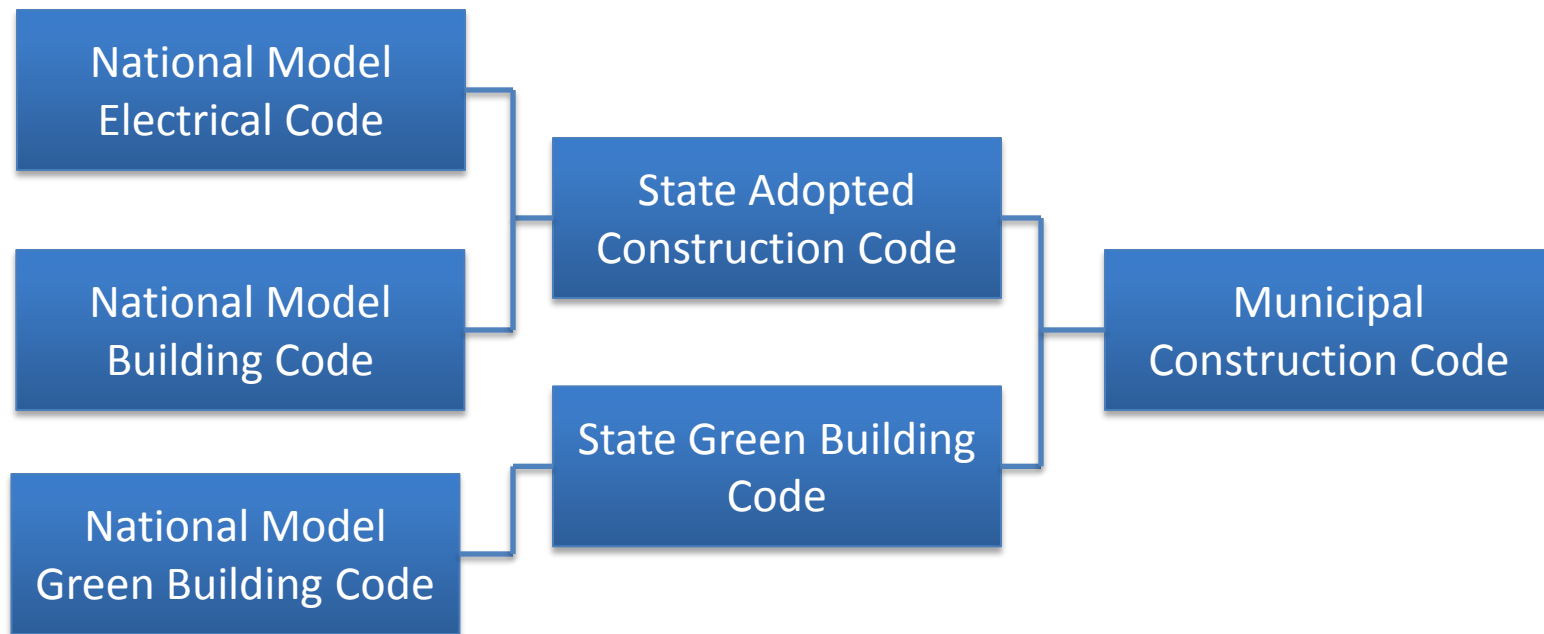 National Model
Electrical Code
National Model
Building Code
National Model
Green Building Code
State Adopted
Construction Code
State Green Building
Code
Municipal
Construction Code